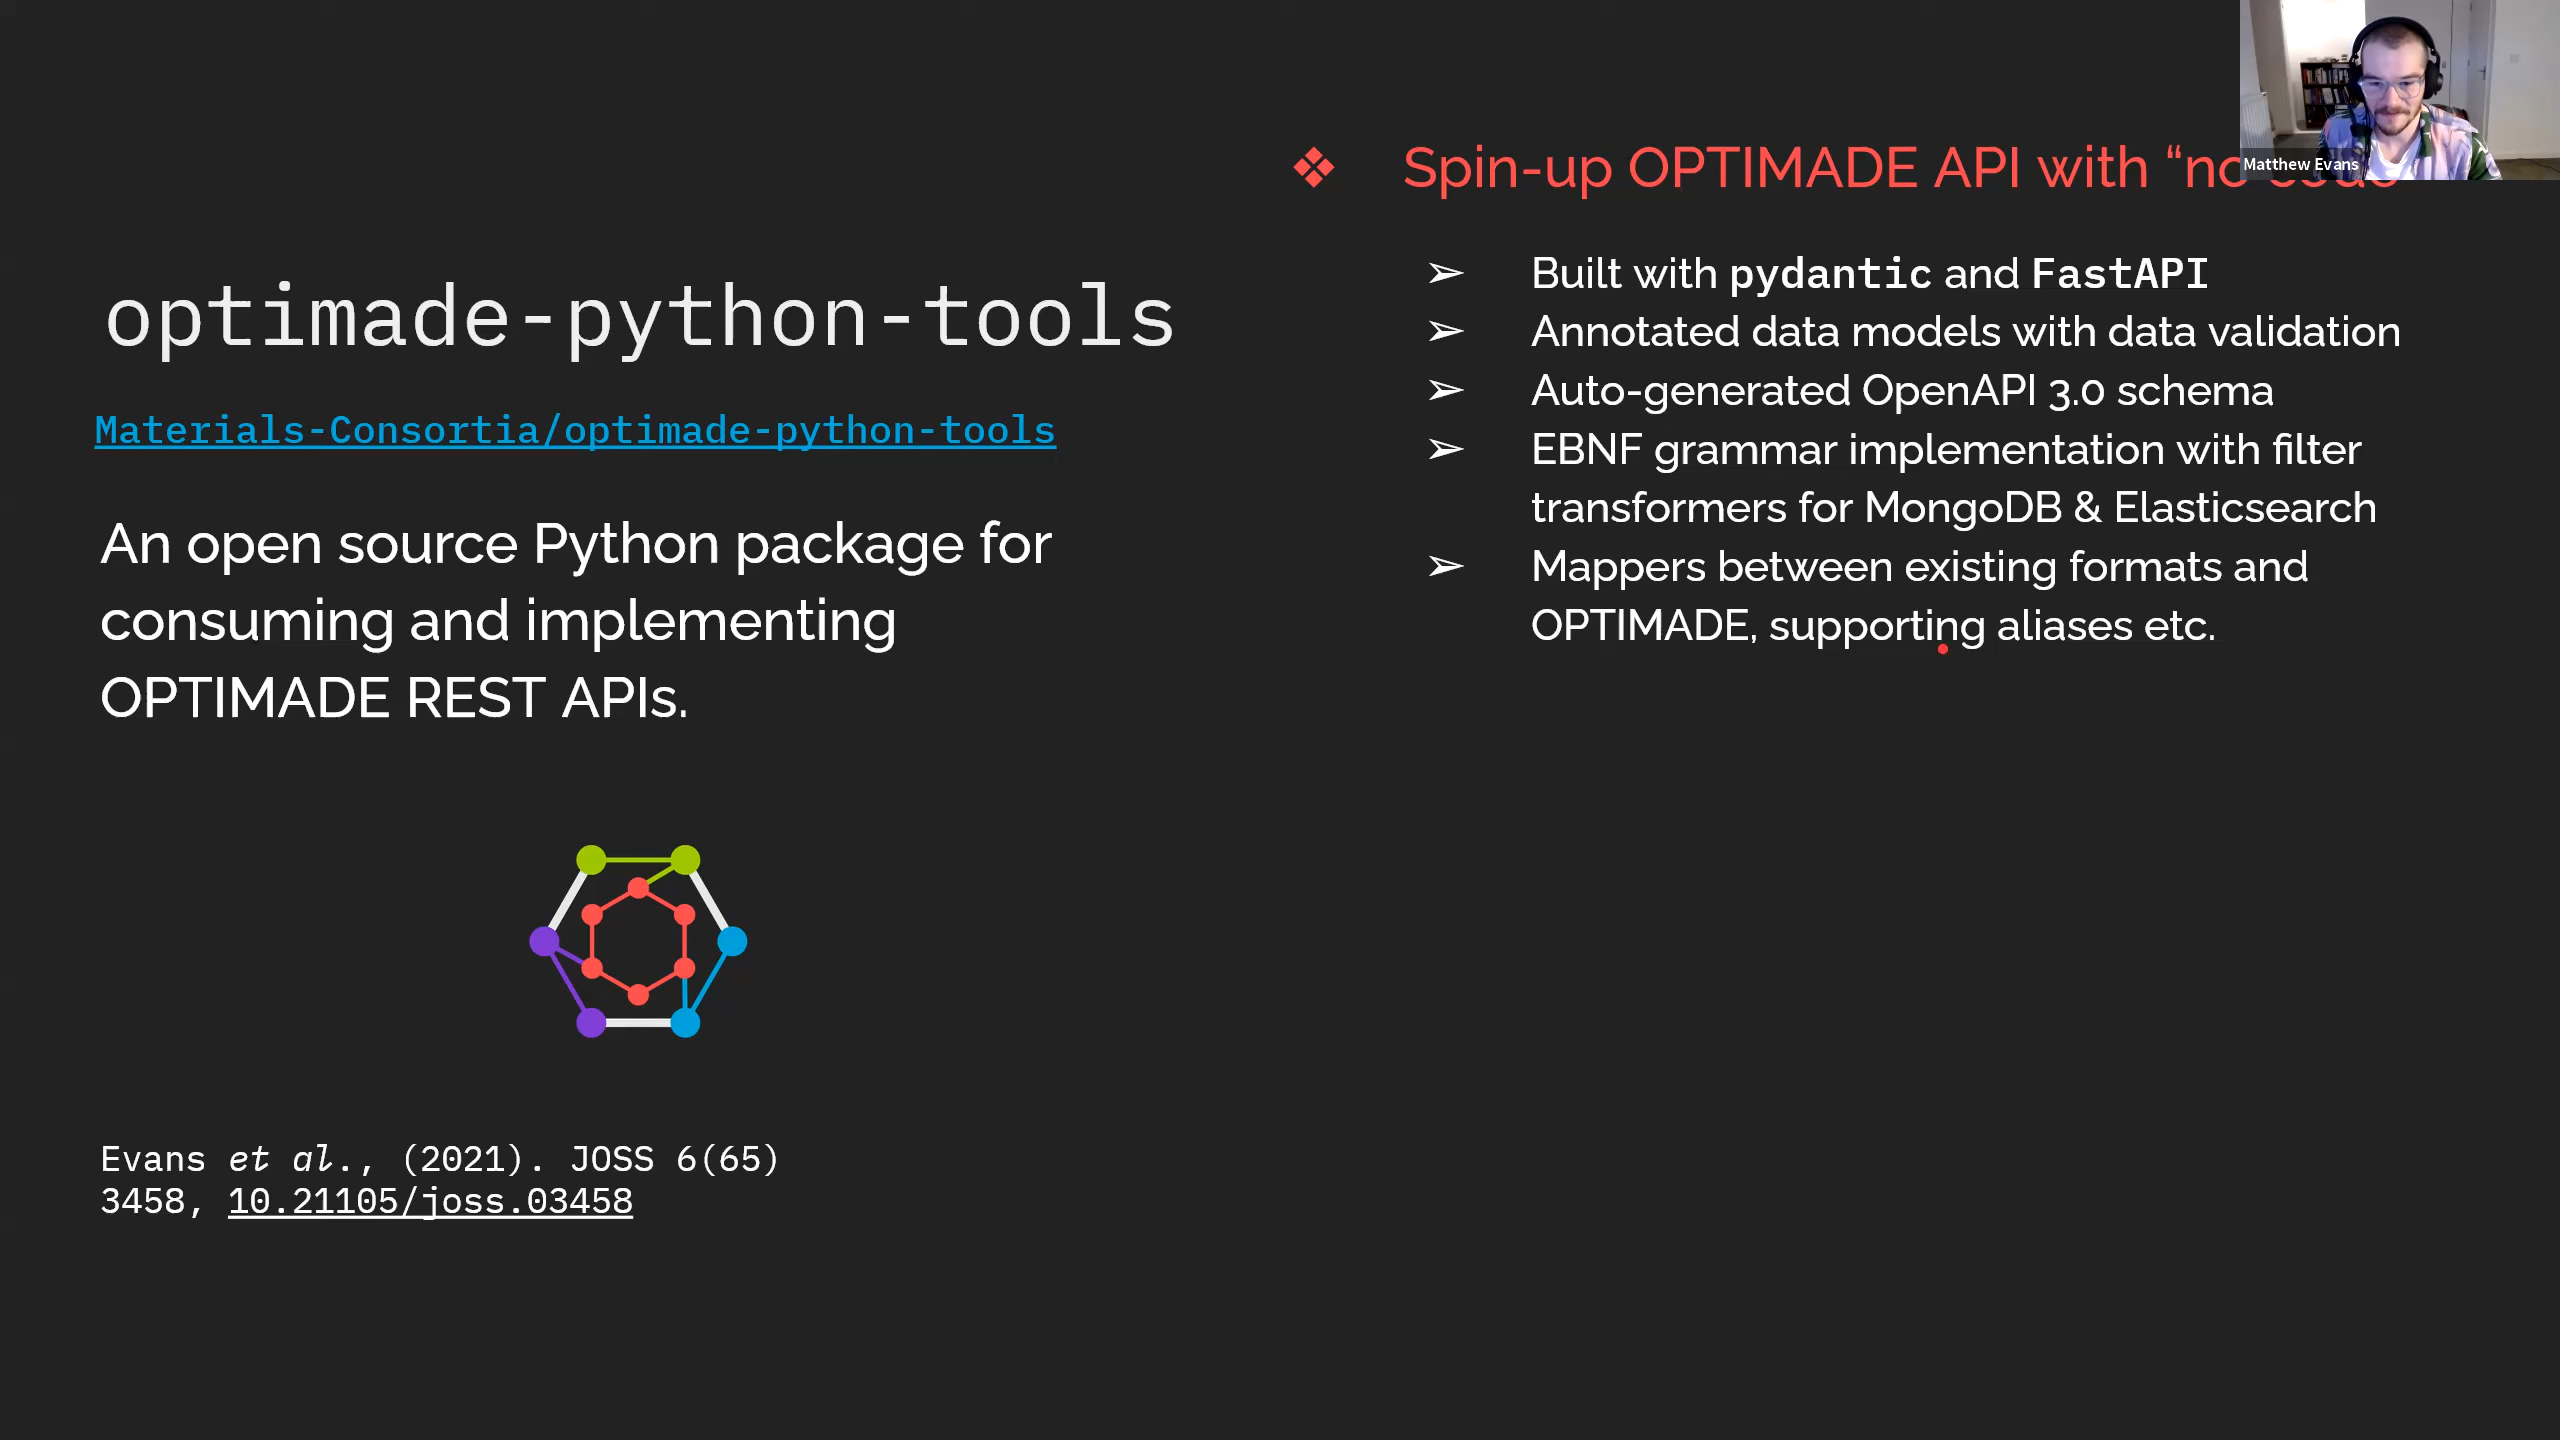 optimade-python-tools
Materials-Consortia/optimade-python-tools
An open source Python package for
consuming and implementing
OPTIMADE REST APIs.
Evans et al., (2021). JOSS 6(65)
3458, 10.21105/joss.03458
❖ Spin-up OPTIMADE API with “no
➢ Built with pydantic and FastAPI
➢ Annotated data models with data validation
➢ Auto-generated OpenAPI 3.0 schema
➢ EBNF grammar implementation with filter
transformers for MongoDB & Elasticsearch
➢ Mappers between existing formats and
OPTIMADE, supporting aliases etc.
Matthew Evans